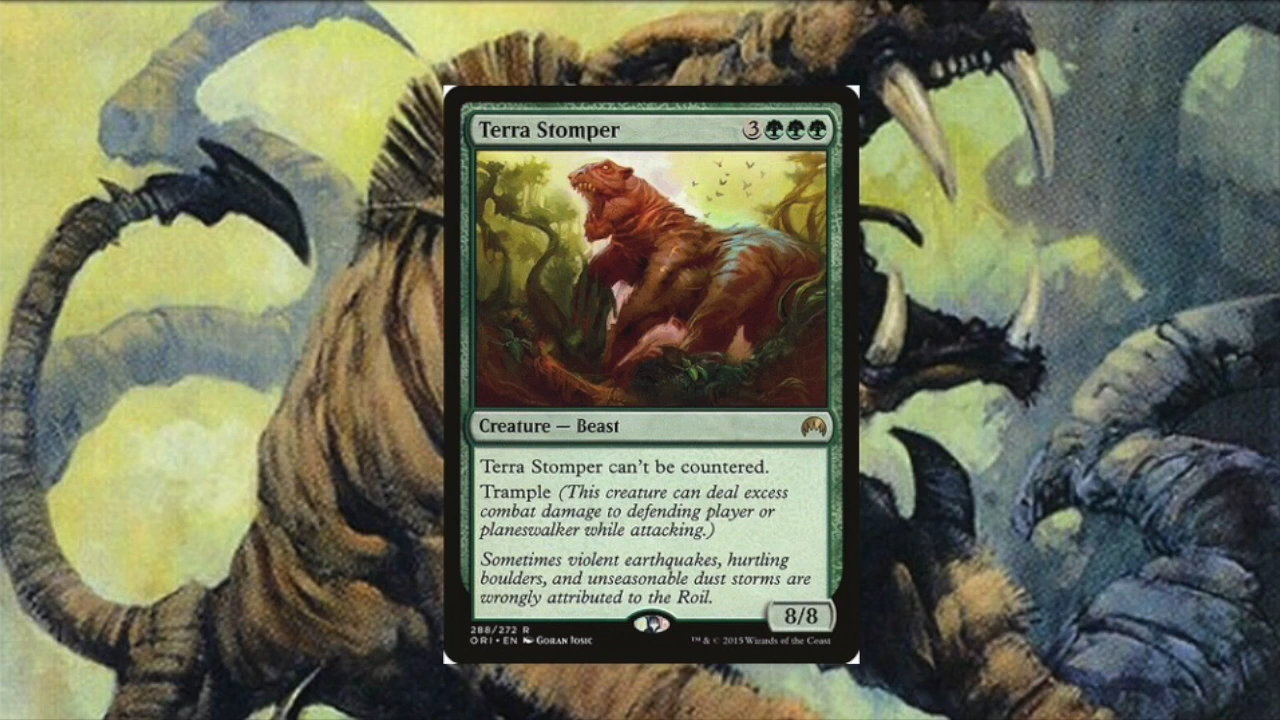 Terra Stomper 3
Creature — Beast
Terra Stomper can't be countered.
Trample (This creature can deal excess
combat damage to defending player or
planeswalker while attacking.)
Sometimes violent earthquakes, hurtling
boulders, and unseasonable dust storms are
wrongly attributed to the Roil.
8/8
288/272 R
ORI • EN Goran Josic
™ & © 2015 Wizards of the Coast